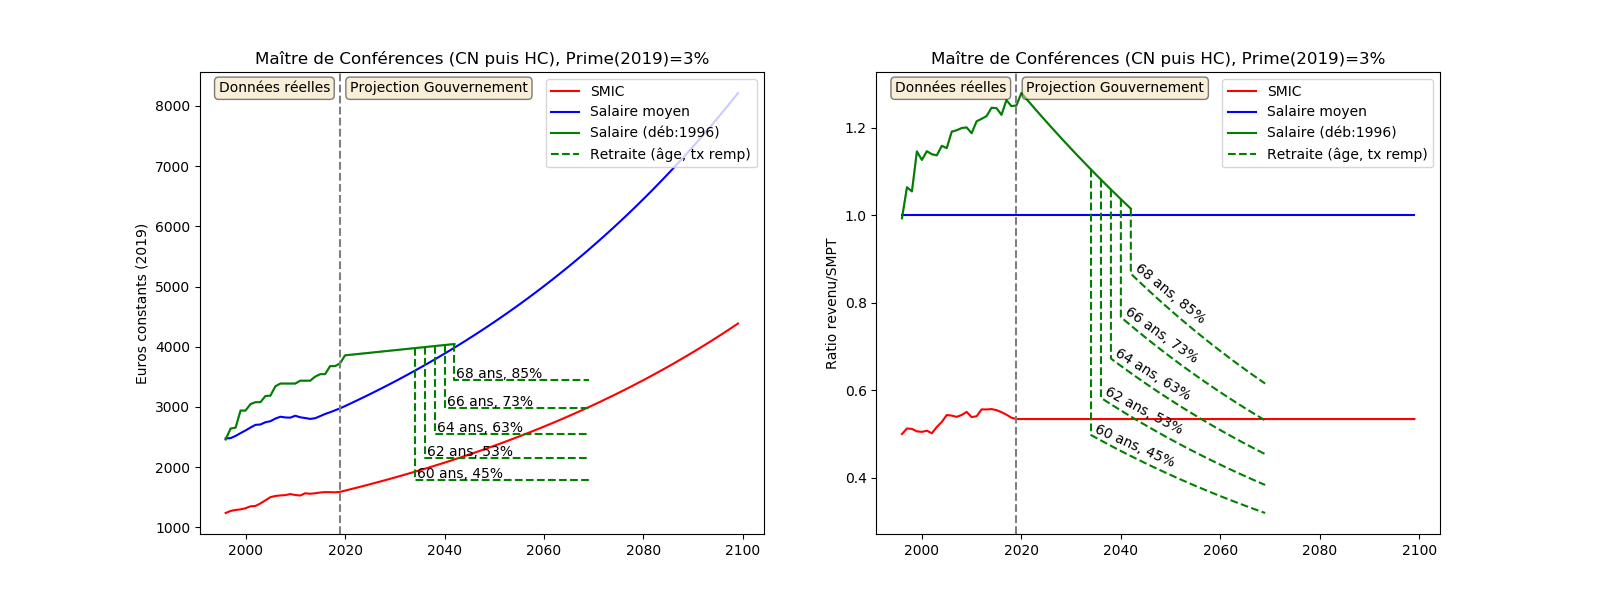 Maître de Conférences (CN puis HC), Prime(2019)=3%
Données réelles
Projection Gouvernement
SMIC
Salaire moyen
Salaire (déb:1996)
Retraite (âge, tx remp)
Euros constants (2019)
8000
7000
6000
5000
4000
3000
2000
1000
68 ans, 85%
66 ans, 73%
64 ans, 63%
62 ans, 53%
60 ans, 45%
2000 2020 2040 2060 2080 2100
Maître de Conférences (CN puis HC), Prime(2019)=3%
Données réelles
Projection Gouvernement
SMIC
Salaire moyen
Salaire (déb:1996)
Retraite (âge, tx remp)
Ratio revenu/SMPT
1.2
1.0
0.8
0.6
0.4
68 ans, 85%
66 ans, 73%
64 ans, 63%
62 ans, 53%
60 ans, 45%
2000 2020 2040 2060 2080 2100